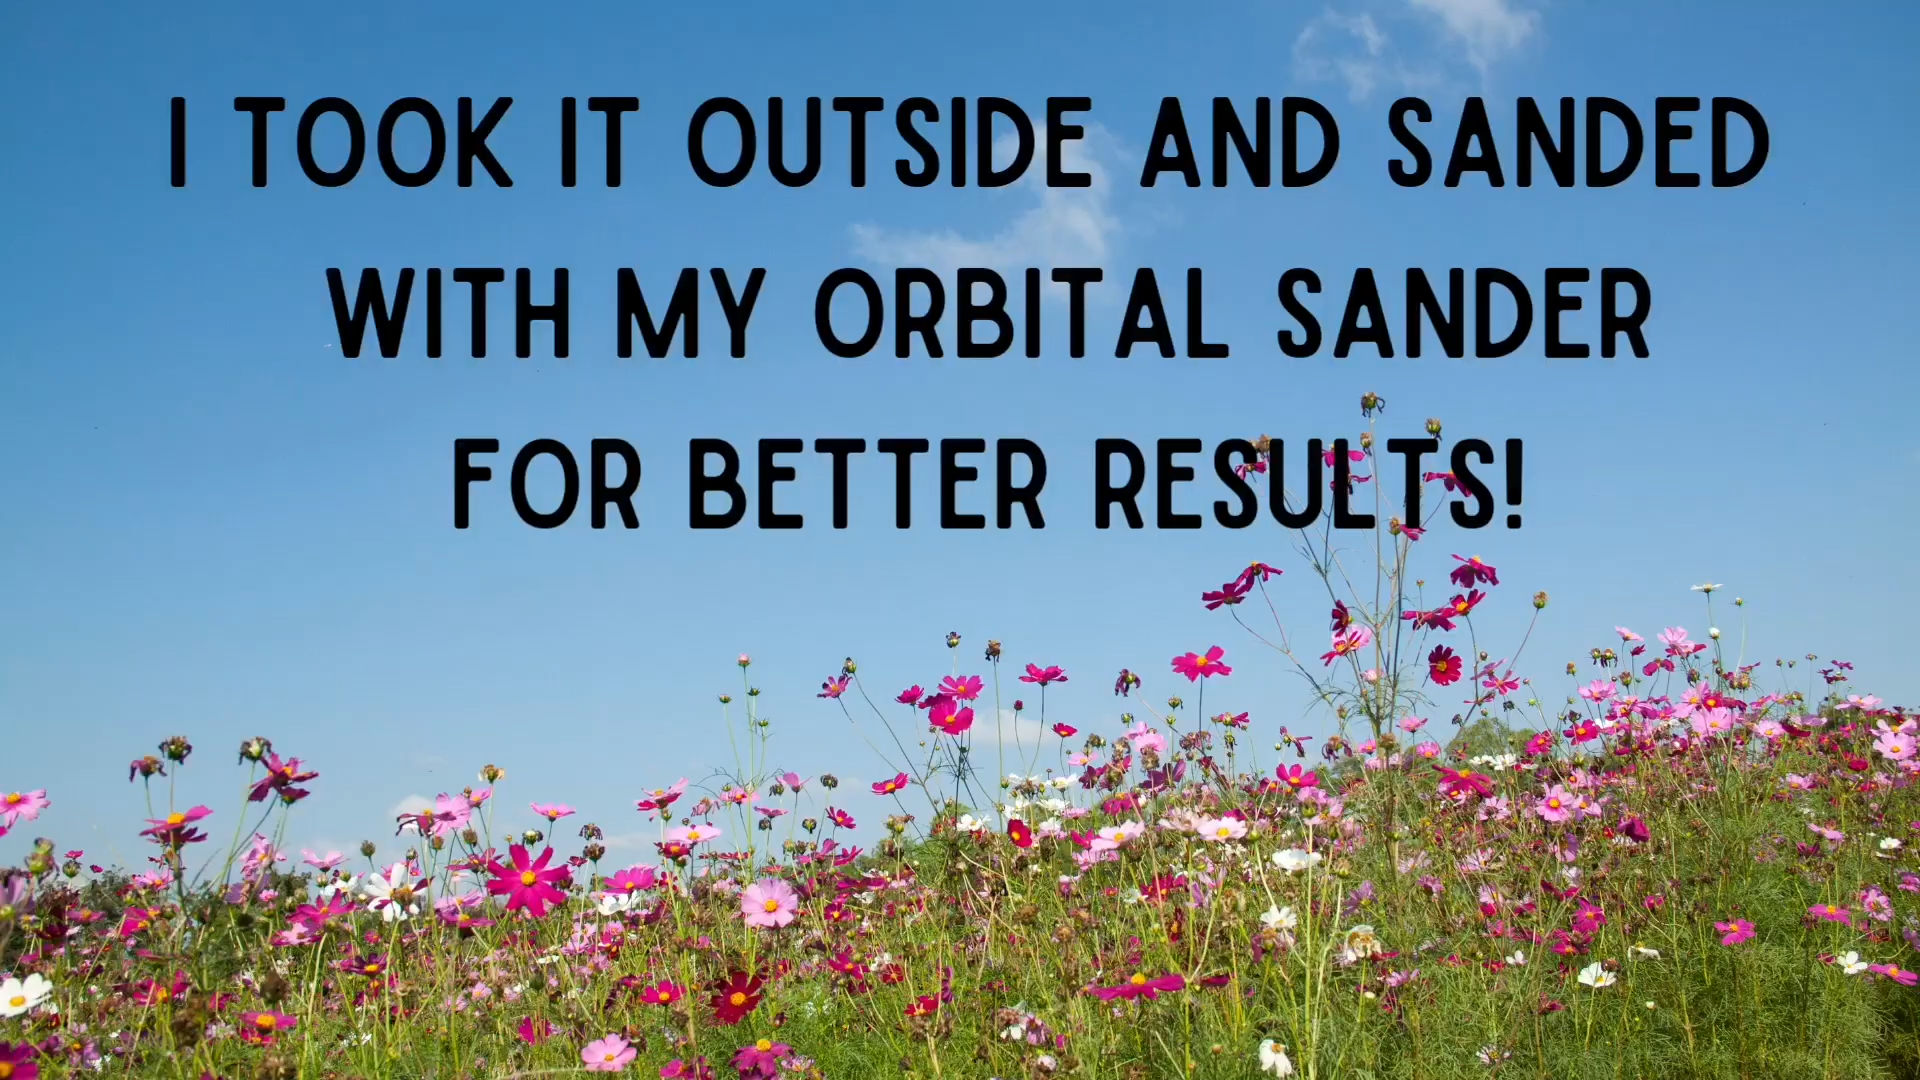 I TOOK IT OUTSIDE AND SANDED
WITH MY ORBITAL SANDER
FOR BETTER RESULTS!